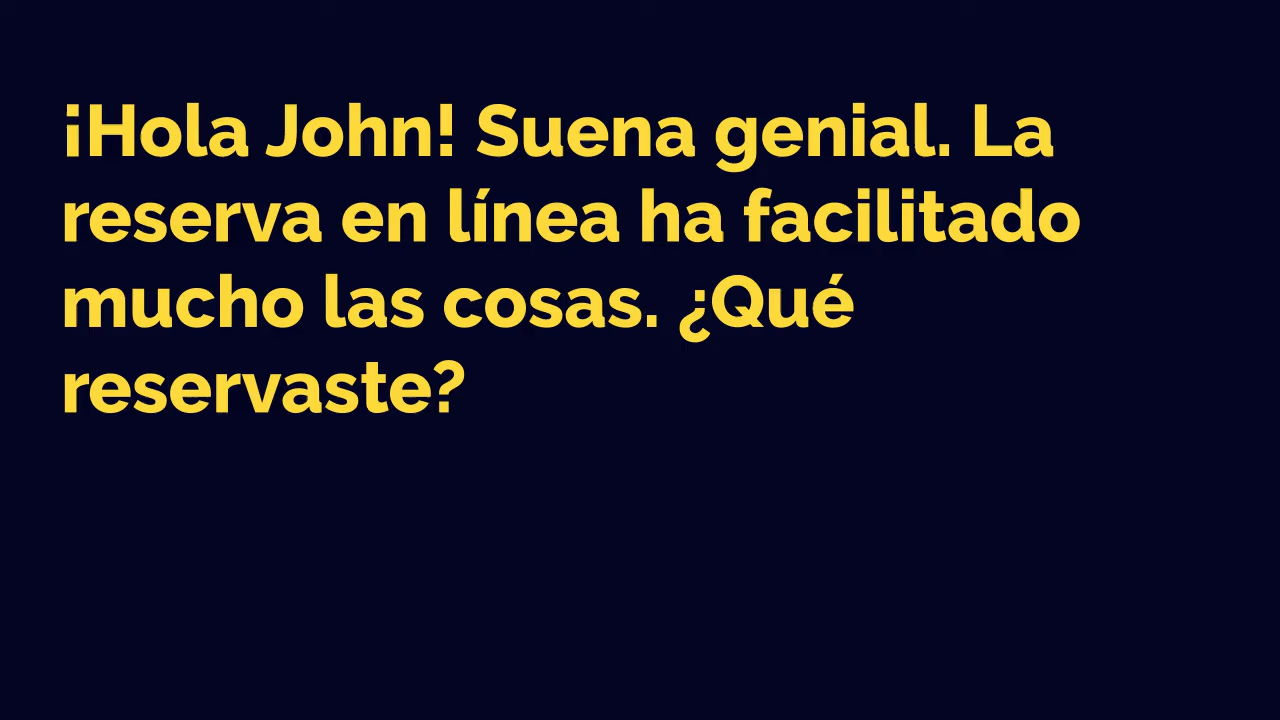 ¡Hola John! Suena genial. La
reserva en línea ha facilitado
mucho las cosas. ¿Qué
reservaste?